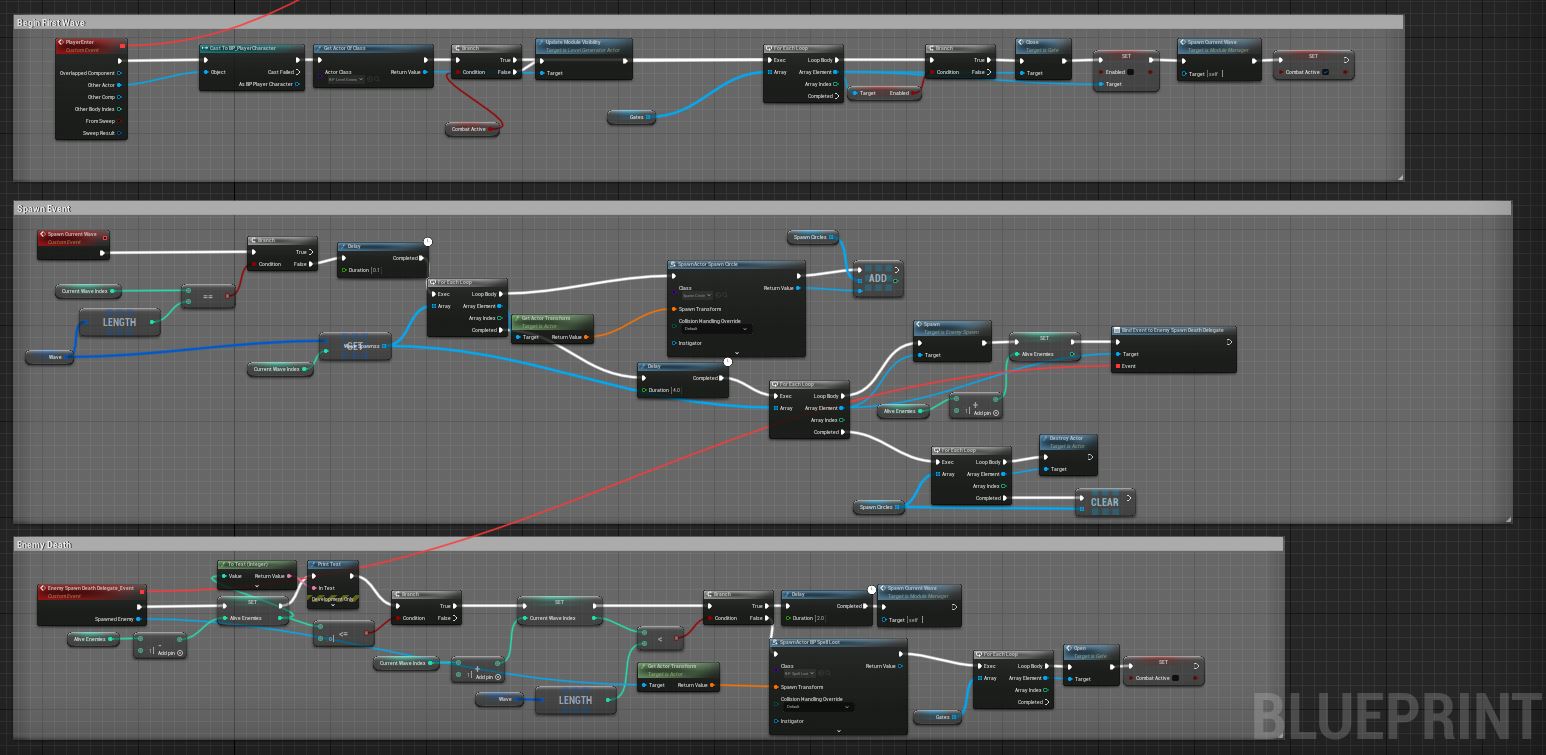 Begin First Wave
PlayerEnter
Custom Event
Overlapped Component
Other Actor
Other Comp
Other Body Index
From Sweep
Sweep Result
Cast To BP_PlayerCharacter
Object
Cast Failed
As BP Player Character
Get Actor Of Class
Actor Class
Return Value
Branch
Condition
True
False
Combat Active
Update Module Visibility
Target is Level Generator Actor
Target
Gates
For Each Loop
Exec
Array
Loop Body
Array Element
Array Index
Completed
Target
Enabled
Branch
Condition
True
False
Close
Target is Gate
Target
SET
Enabled
Target
Spawn Current Wave
Target is Module Manager
Target [self]
SET
Combat Active
Spawn Event
Spawn Current Wave
Custom Event
Current Wave Index
==
LENGTH
Wave
Branch
Condition
True
False
Delay
Duration [0.1]
Completed
Current Wave Index
GET
For Each Loop
Exec
Array
Loop Body
Array Element
Array Index
Completed
Get Actor Transform
Target is Actor
Target
Return Value
SpawnActor Spawn Circle
Class
Spawn Circle
Return Value
Spawn Transform
Collision Handling Override
Default
Instigator
Spawn Circles
ADD
Delay
Duration [4.0]
Completed
For Each Loop
Exec
Array
Loop Body
Array Element
Array Index
Completed
Spawn
Target is Enemy Spawn
Target
SET
Alive Enemies
Alive Enemies
+
Add pin
Bind Event to Enemy Spawn Death Delegate
Target
Event
For Each Loop
Exec
Array
Loop Body
Array Element
Array Index
Completed
Spawn Circles
Destroy Actor
Target is Actor
Target
CLEAR
Enemy Death
Enemy Spawn Death Delegate_Event
Custom Event
Spawned Enemy
Alive Enemies
-
Add pin
To Text (Integer)
Value
Return Value
SET
Alive Enemies
Print Text
In Text
Development Only
<=
Branch
Condition
True
False
Current Wave Index
+
Add pin
SET
Current Wave Index
Wave
LENGTH
<
Get Actor Transform
Target is Actor
Target
Return Value
Branch
Condition
True
False
Delay
Duration [2.0]
Completed
Spawn Current Wave
Target is Module Manager
Target [self]
SpawnActor BP Spell Loot
Class
BP Spell Loot
Return Value
Spawn Transform
Collision Handling Override
Default
Instigator
Gates
For Each Loop
Exec
Array
Loop Body
Array Element
Array Index
Completed
Open
Target is Gate
Target
SET
Combat Active
BLUEPRINT